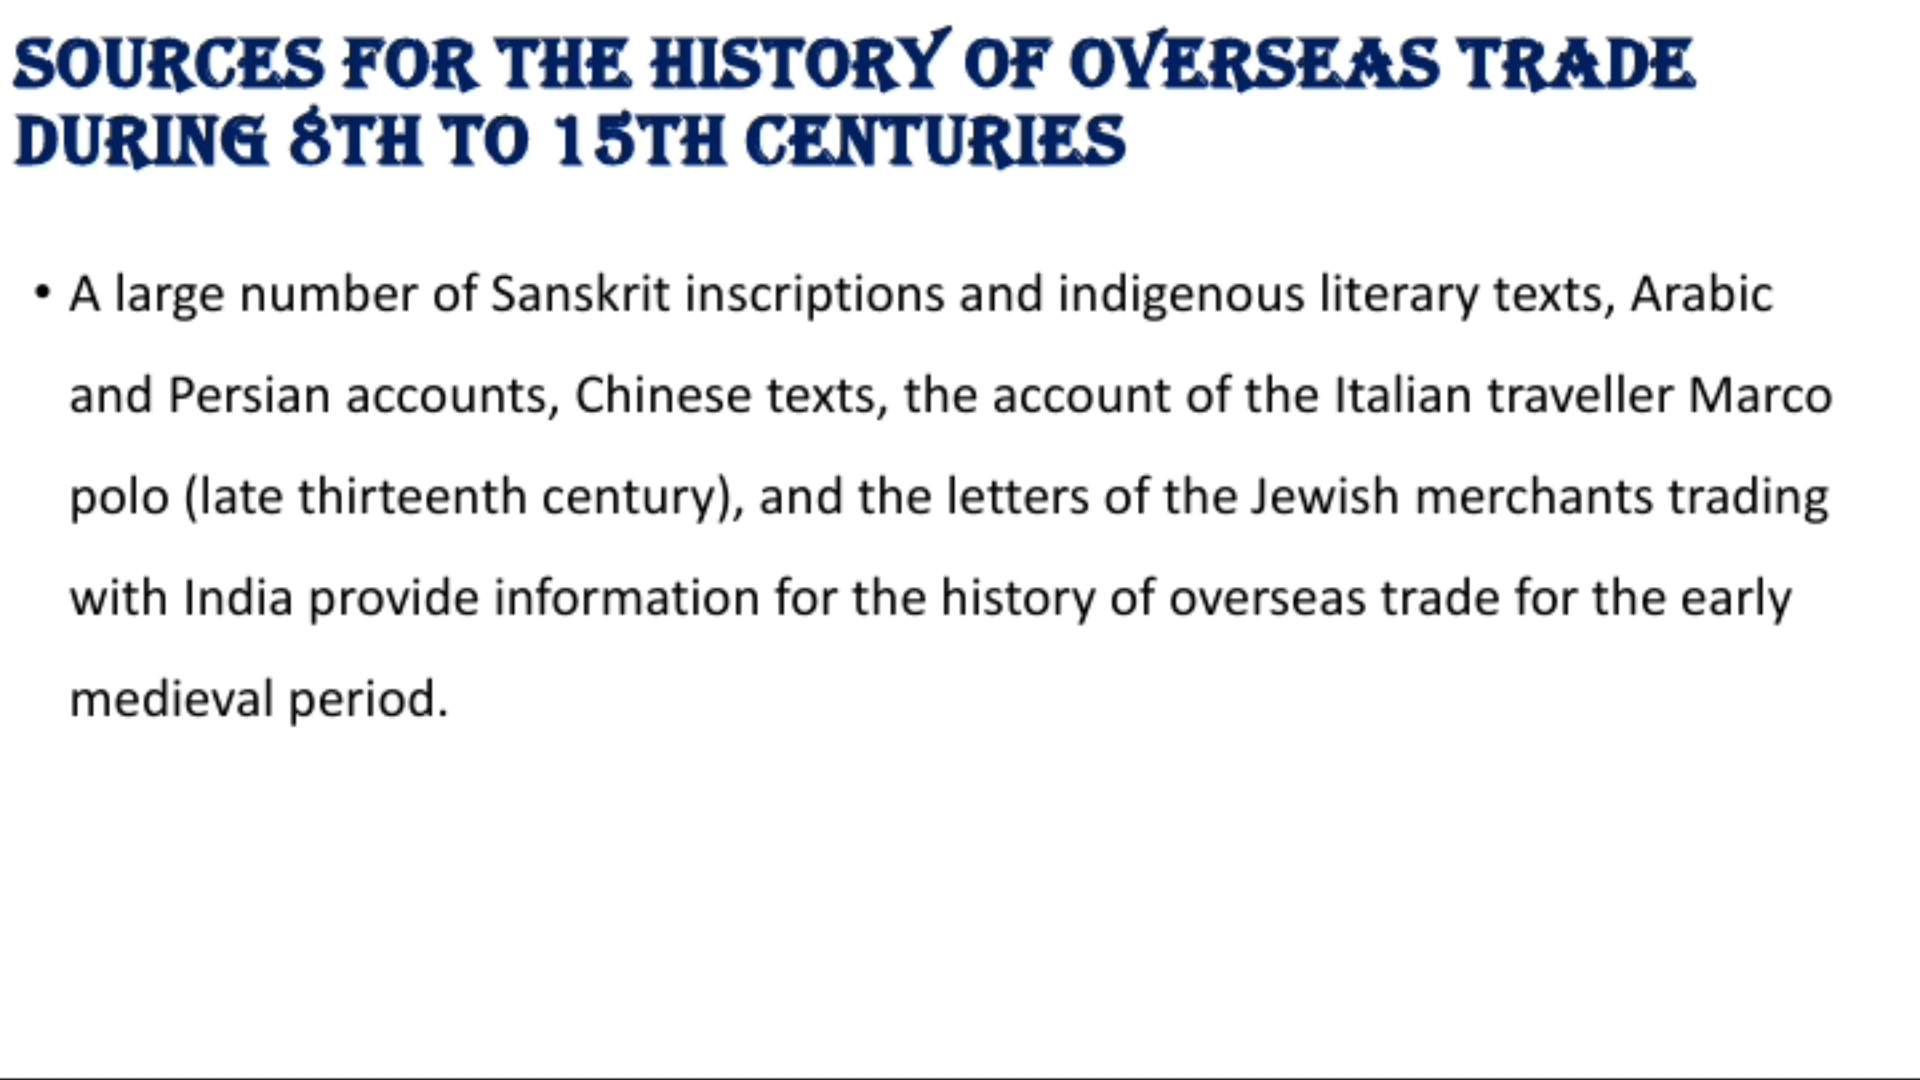 SOURCES FOR THE HISTORY OF OVERSEAS TRADE
DURING 8TH TO 15TH CENTURIES
• A large number of Sanskrit inscriptions and indigenous literary texts, Arabic
and Persian accounts, Chinese texts, the account of the Italian traveller Marco
polo (late thirteenth century), and the letters of the Jewish merchants trading
with India provide information for the history of overseas trade for the early
medieval period.